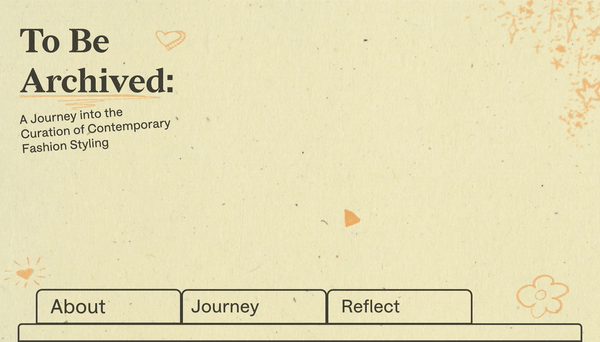 To Be
Archived:
A Journey into the
Curation of Contemporary
Fashion Styling
About
Journey
Reflect